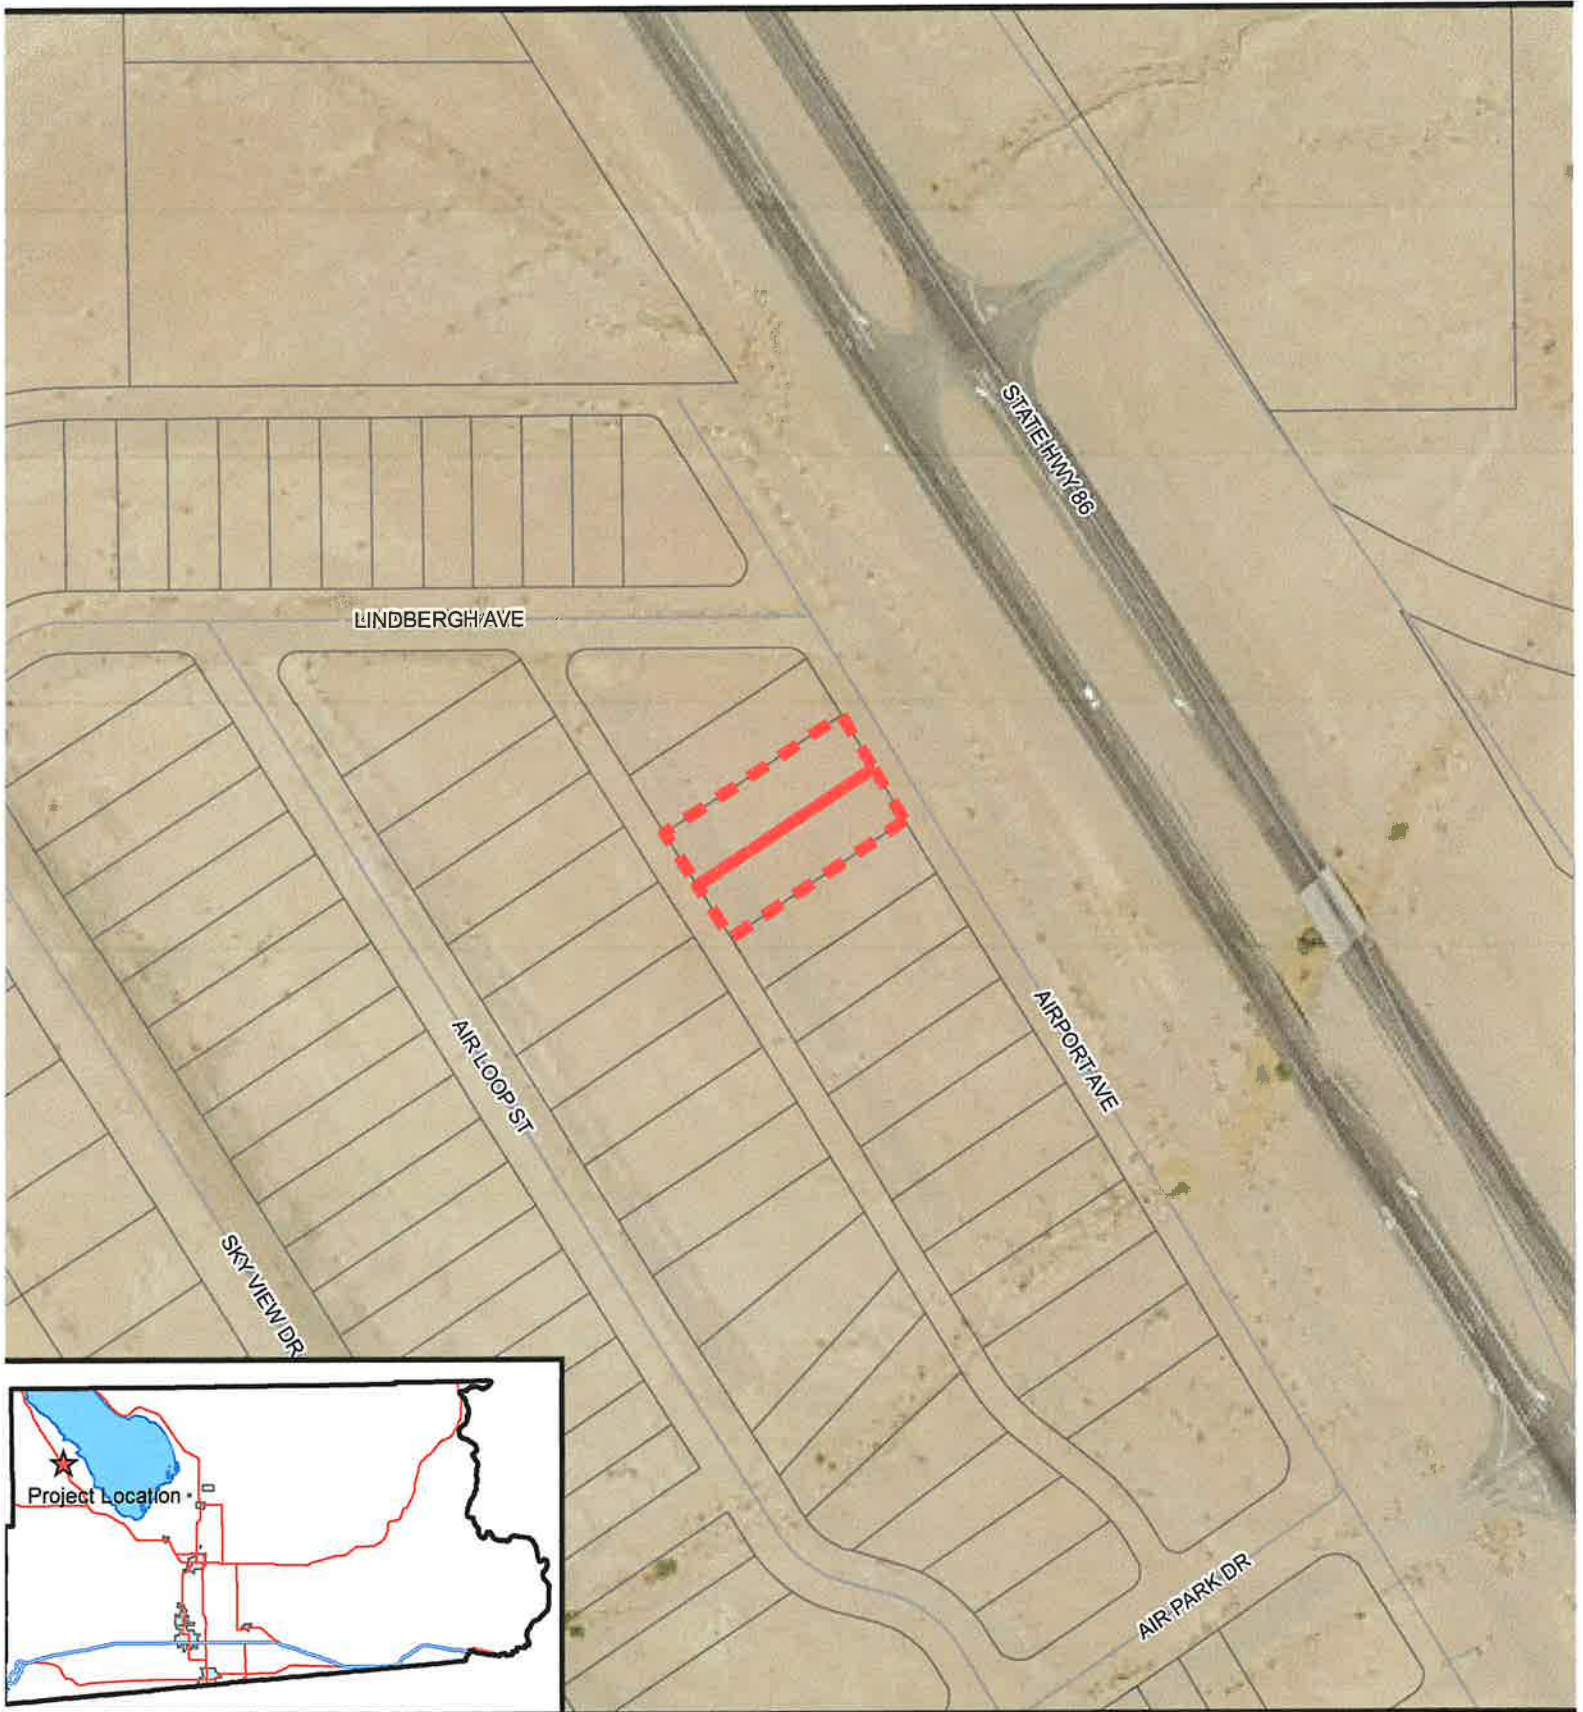 STATE HWY 86
LINDBERGH AVE
AIRPORT AVE
AIR LOOP ST
SKY VIEW DR
AIR PARK DR
Project Location